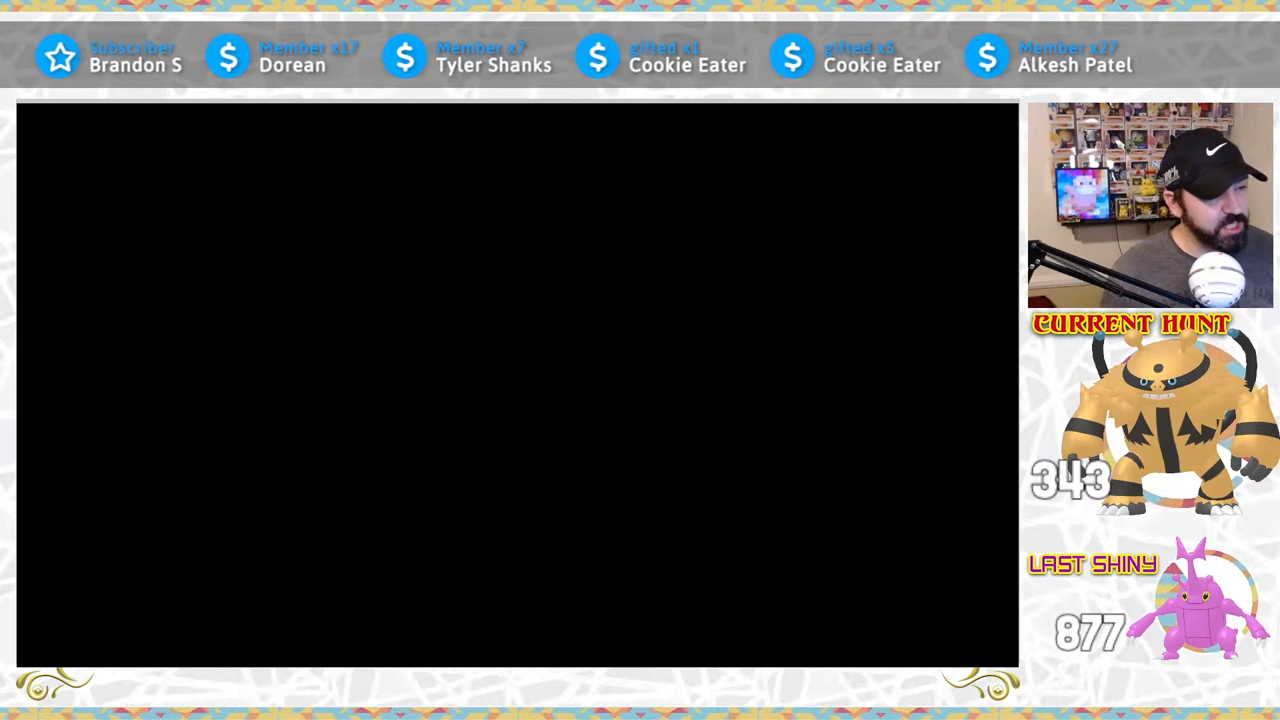 Subscriber
Brandon S
Member x17
Dorean
Member x7
Tyler Shanks
gifted x1
Cookie Eater
gifted x5
Cookie Eater
Member x27
Alkesh Patel
CURRENT HUNT
343
LAST SHINY
877